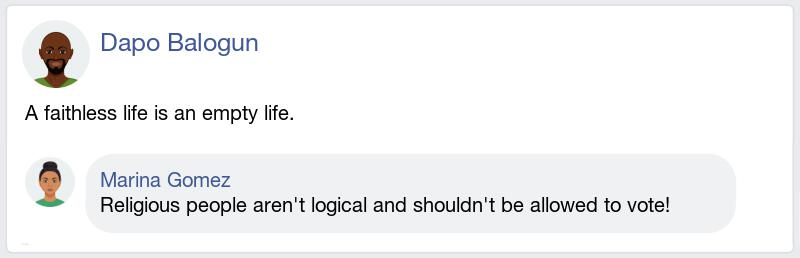 Dapo Balogun
A faithless life is an empty life.
Marina Gomez
Religious people aren't logical and shouldn't be allowed to vote!